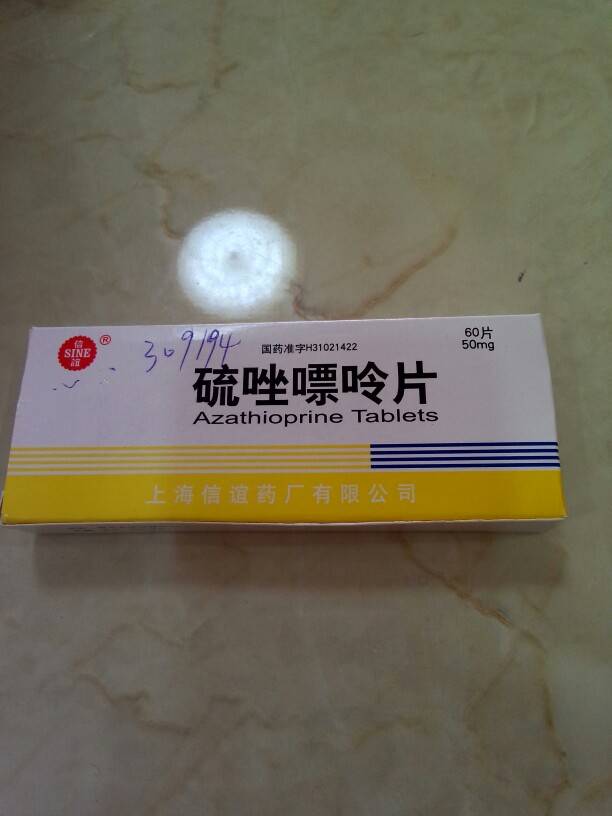 信
SINE
谊
®
309194
国药准字H31021422
60片
50mg
硫唑嘌呤片
Azathioprine Tablets
上海信谊药厂有限公司